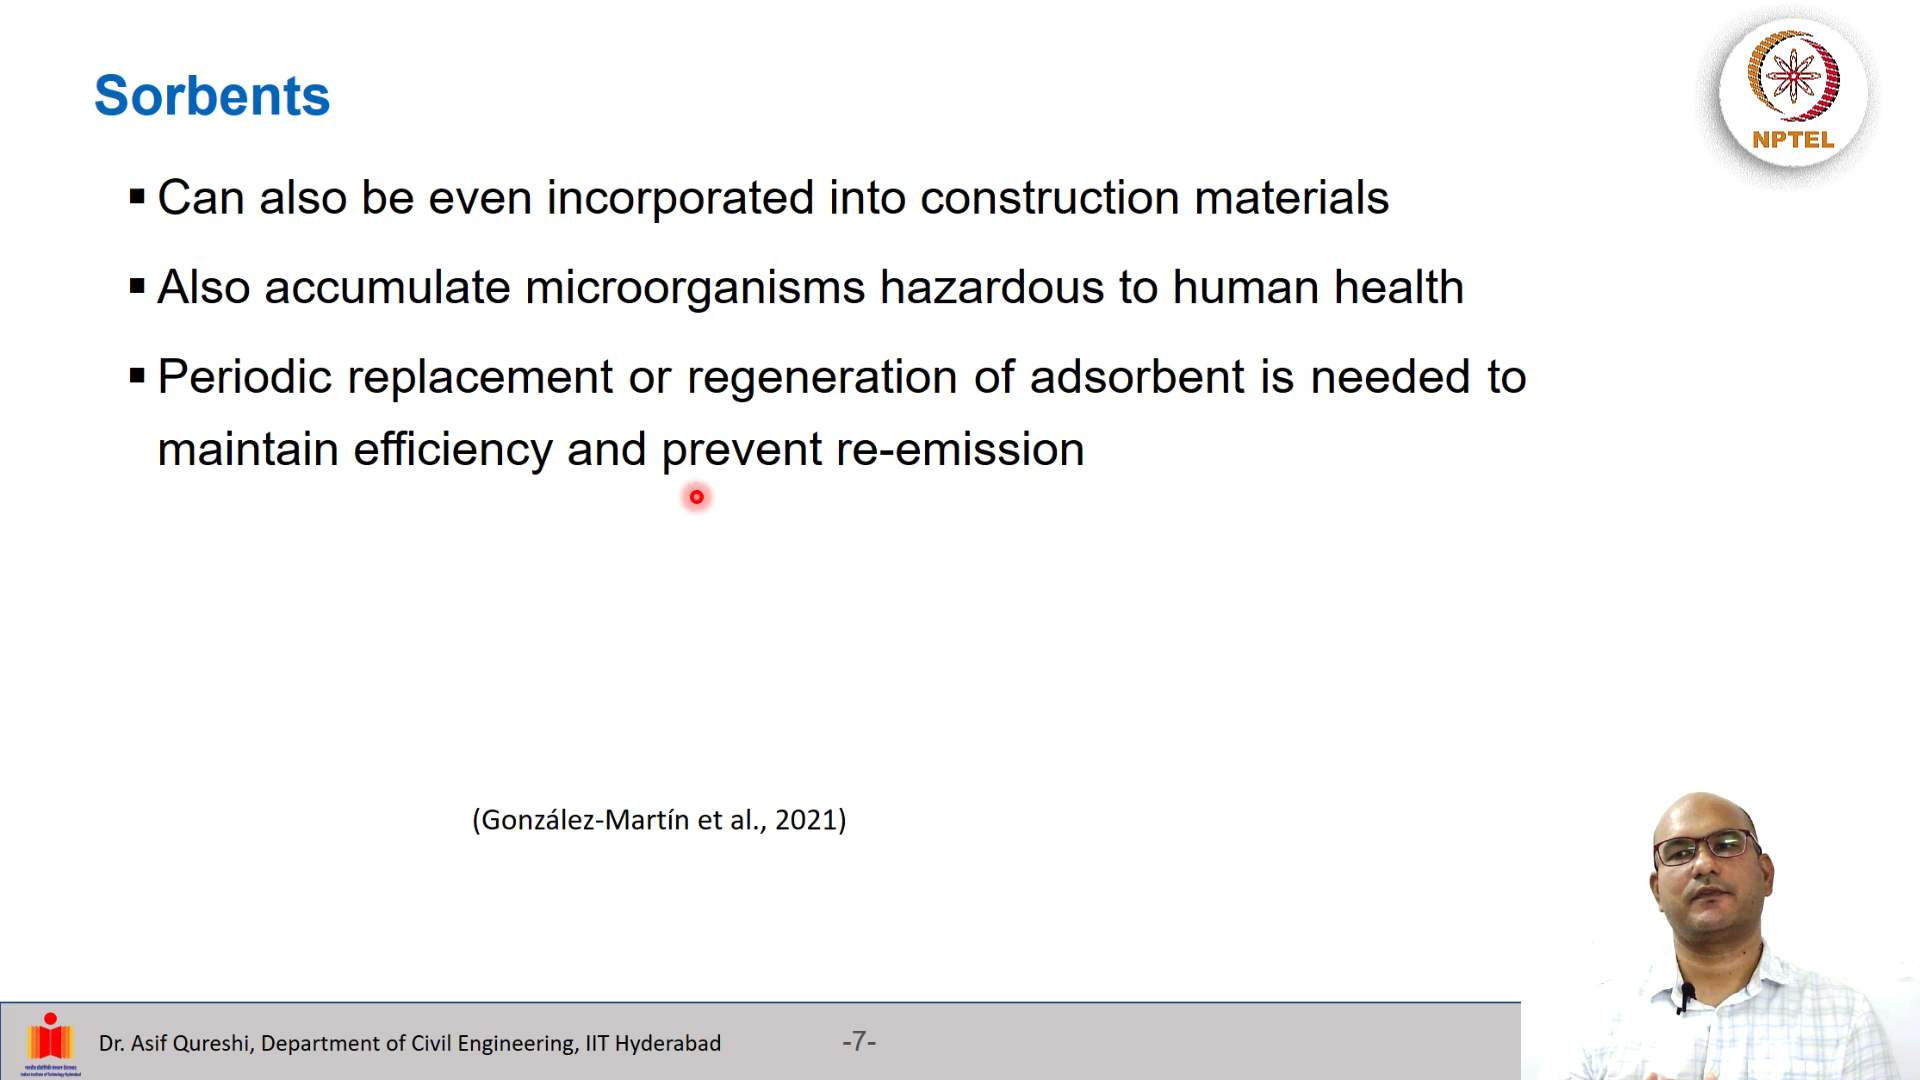 Sorbents
NPTEL
▪ Can also be even incorporated into construction materials
▪ Also accumulate microorganisms hazardous to human health
▪ Periodic replacement or regeneration of adsorbent is needed to
maintain efficiency and prevent re-emission
(González-Martín et al., 2021)
Dr. Asif Qureshi, Department of Civil Engineering, IIT Hyderabad
-7-